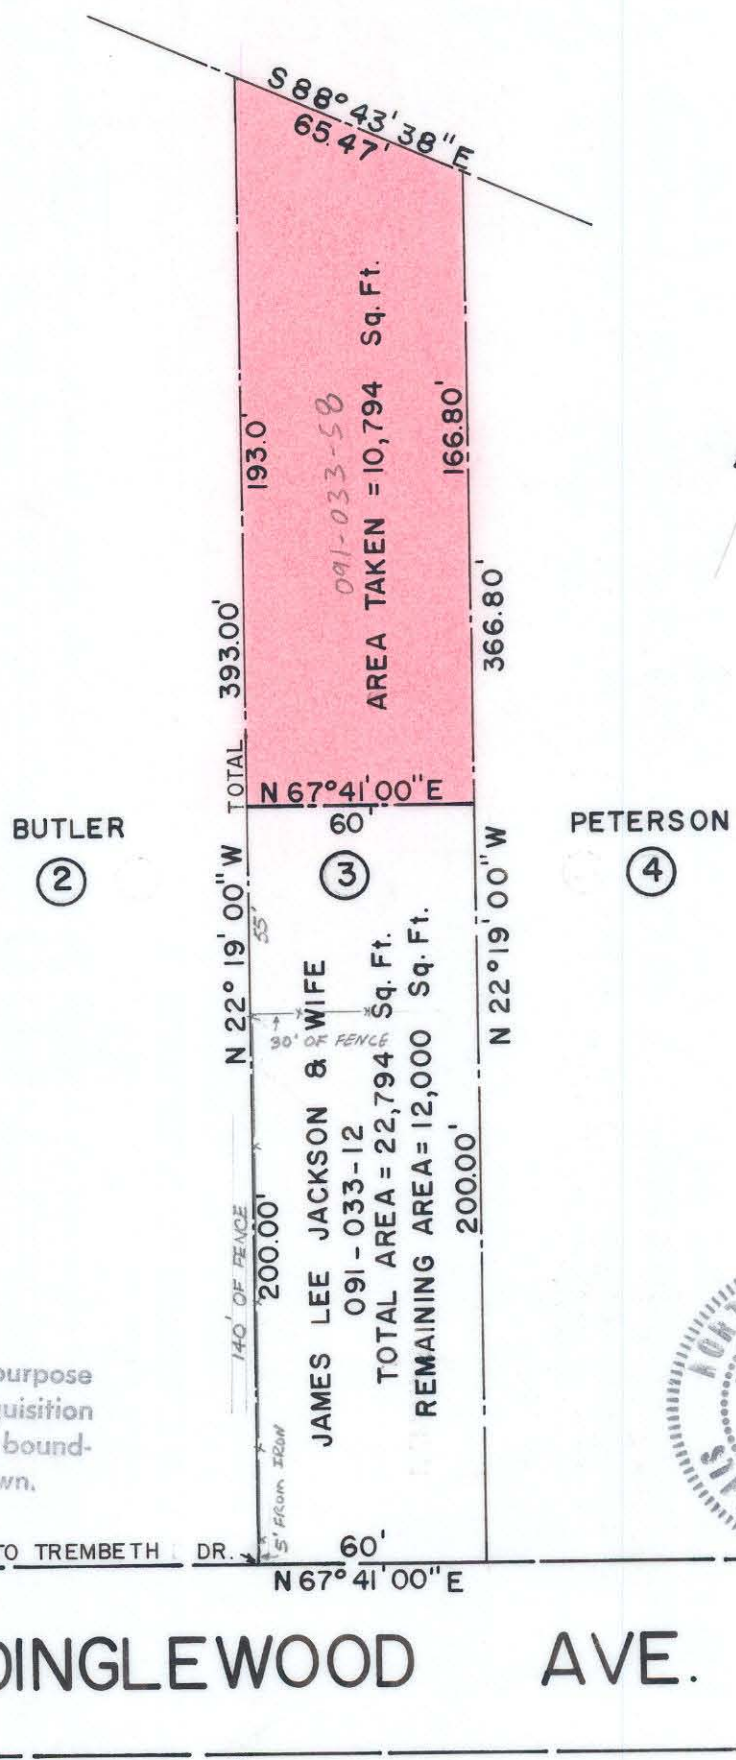 S 88° 43' 38" E
65.47'
193.0'
091-033-58
AREA TAKEN = 10,794 Sq. Ft.
166.80'
TOTAL 393.00'
366.80'
N 67° 41' 00" E
60'
BUTLER
2
3
PETERSON
4
N 22° 19' 00" W
55'
N 22° 19' 00" W
30' OF FENCE
JAMES LEE JACKSON & WIFE
091-033-12
TOTAL AREA = 22,794 Sq. Ft.
REMAINING AREA = 12,000 Sq. Ft.
140' OF FENCE
200.00'
200.00'
purpose
uisition
bound-
wn.
5' FROM IRON
TO TREMBETH DR.
60'
N 67° 41' 00" E
DINGLEWOOD AVE.